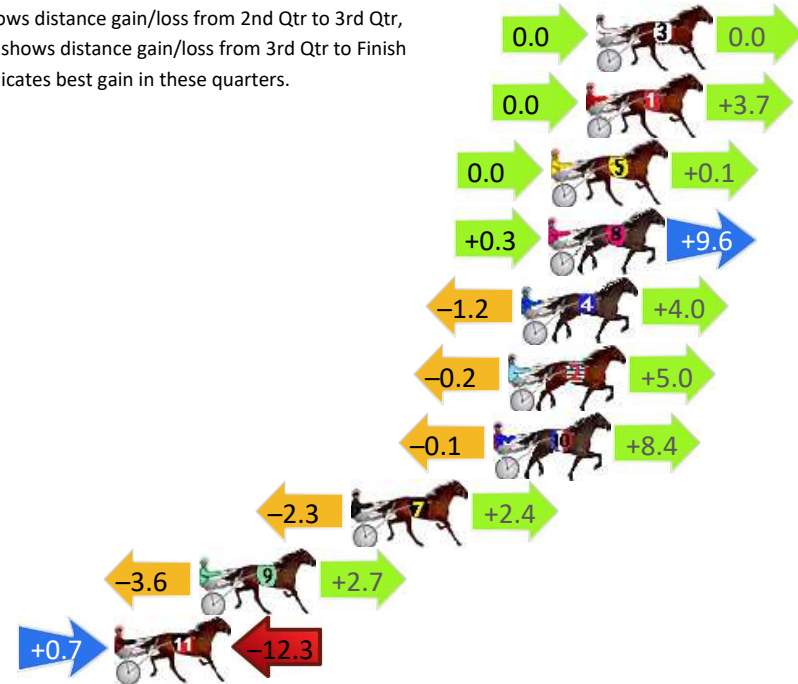 ows distance gain/loss from 2nd Qtr to 3rd Qtr,
shows distance gain/loss from 3rd Qtr to Finish
dicates best gain in these quarters.
0.0 3 0.0
0.0 1 +3.7
0.0 5 +0.1
+0.3 8 +9.6
–1.2 4 +4.0
–0.2 2 +5.0
–0.1 10 +8.4
–2.3 7 +2.4
–3.6 9 +2.7
+0.7 11 –12.3